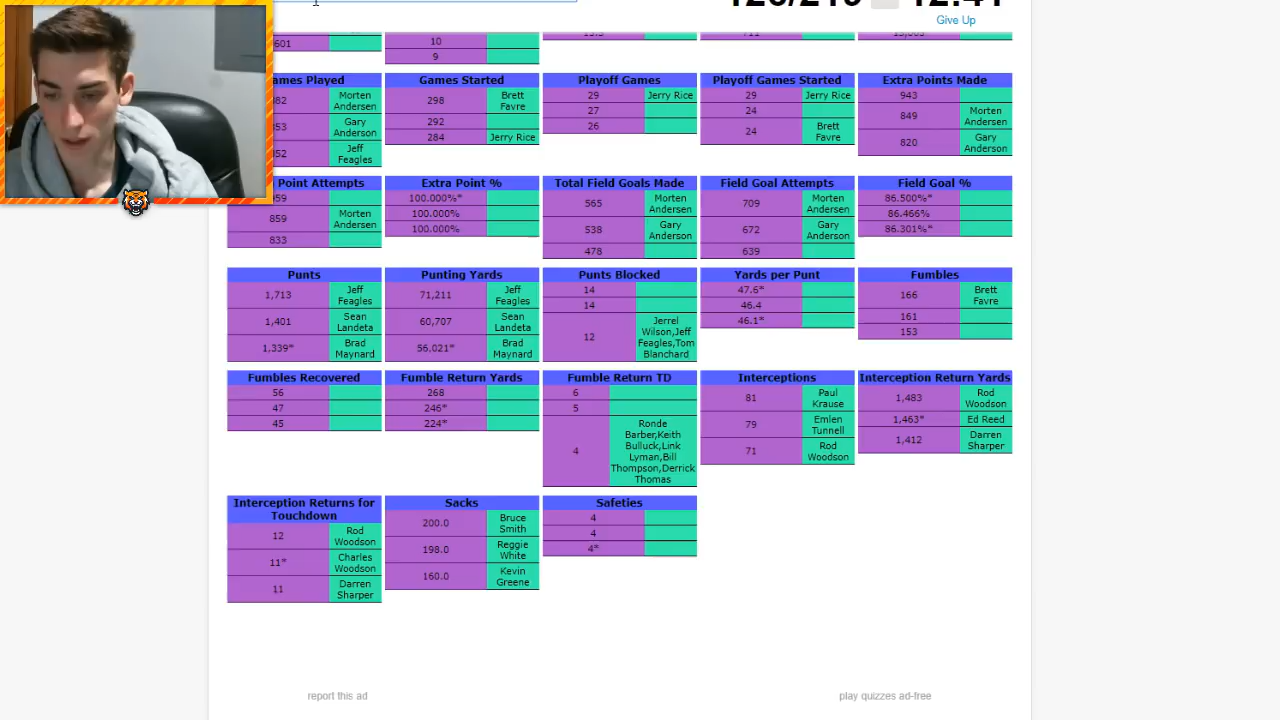 Give Up
601
10
9
ames Played
Games Started
Playoff Games
Playoff Games Started
Extra Points Made
82
Morten
Andersen
53
Gary
Anderson
52
Jeff
Feagles
298
Brett
Favre
292
284
Jerry Rice
29
Jerry Rice
27
26
29
Jerry Rice
24
24
Brett
Favre
943
849
Morten
Andersen
820
Gary
Anderson
Point Attempts
Extra Point %
Total Field Goals Made
Field Goal Attempts
Field Goal %
959
859
Morten
Andersen
833
100.000%*
100.000%
100.000%
565
Morten
Andersen
538
Gary
Anderson
478
709
Morten
Andersen
672
Gary
Anderson
639
86.500%*
86.466%
86.301%*
Punts
Punting Yards
Punts Blocked
Yards per Punt
Fumbles
1,713
Jeff
Feagles
1,401
Sean
Landeta
1,339*
Brad
Maynard
71,211
Jeff
Feagles
60,707
Sean
Landeta
56,021*
Brad
Maynard
14
14
12
Jerrel
Wilson,Jeff
Feagles,Tom
Blanchard
47.6*
46.4
46.1*
166
Brett
Favre
161
153
Fumbles Recovered
Fumble Return Yards
Fumble Return TD
Interceptions
Interception Return Yards
56
47
45
268
246*
224*
6
5
4
Ronde
Barber,Keith
Bulluck,Link
Lyman,Bill
Thompson,Derrick
Thomas
81
Paul
Krause
79
Emlen
Tunnell
71
Rod
Woodson
1,483
Rod
Woodson
1,463*
Ed Reed
1,412
Darren
Sharper
Interception Returns for
Touchdown
Sacks
Safeties
12
Rod
Woodson
11*
Charles
Woodson
11
Darren
Sharper
200.0
Bruce
Smith
198.0
Reggie
White
160.0
Kevin
Greene
4
4
4*
report this ad
play quizzes ad-free